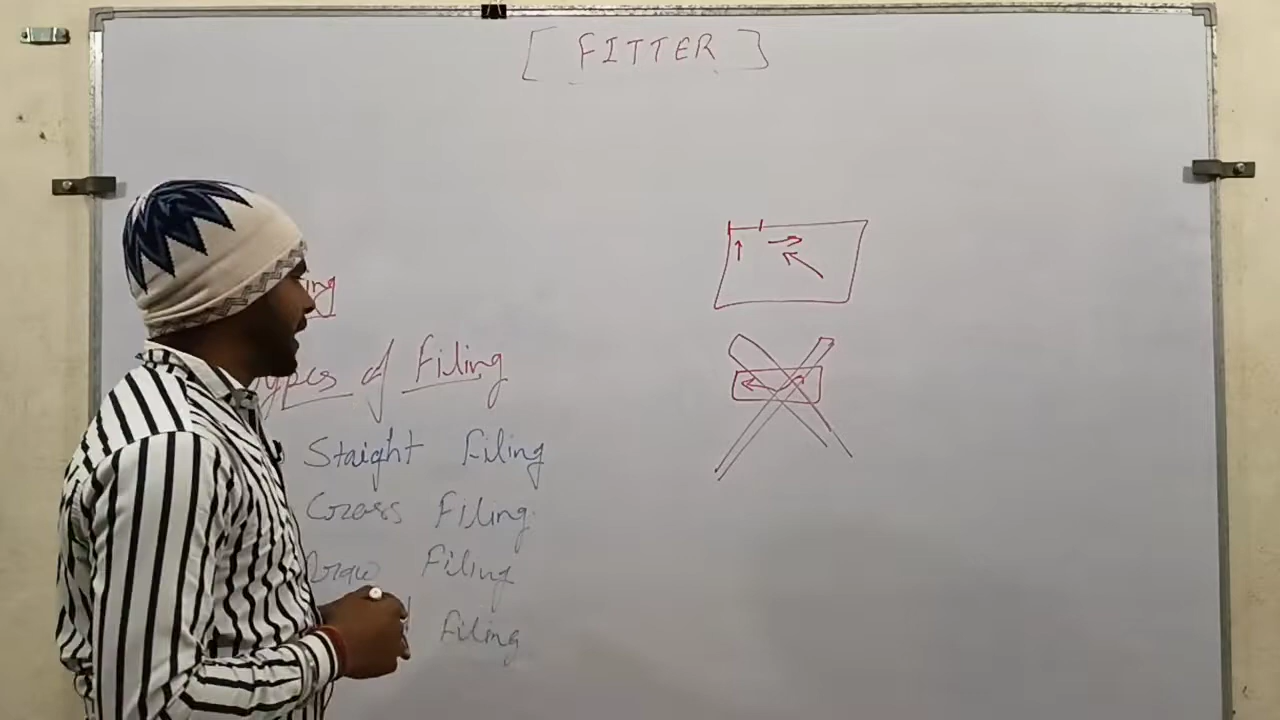 [ FITTER ]
ing
ypes of Filing
Staight Filing
Cross Filing
Draw Filing
Filing